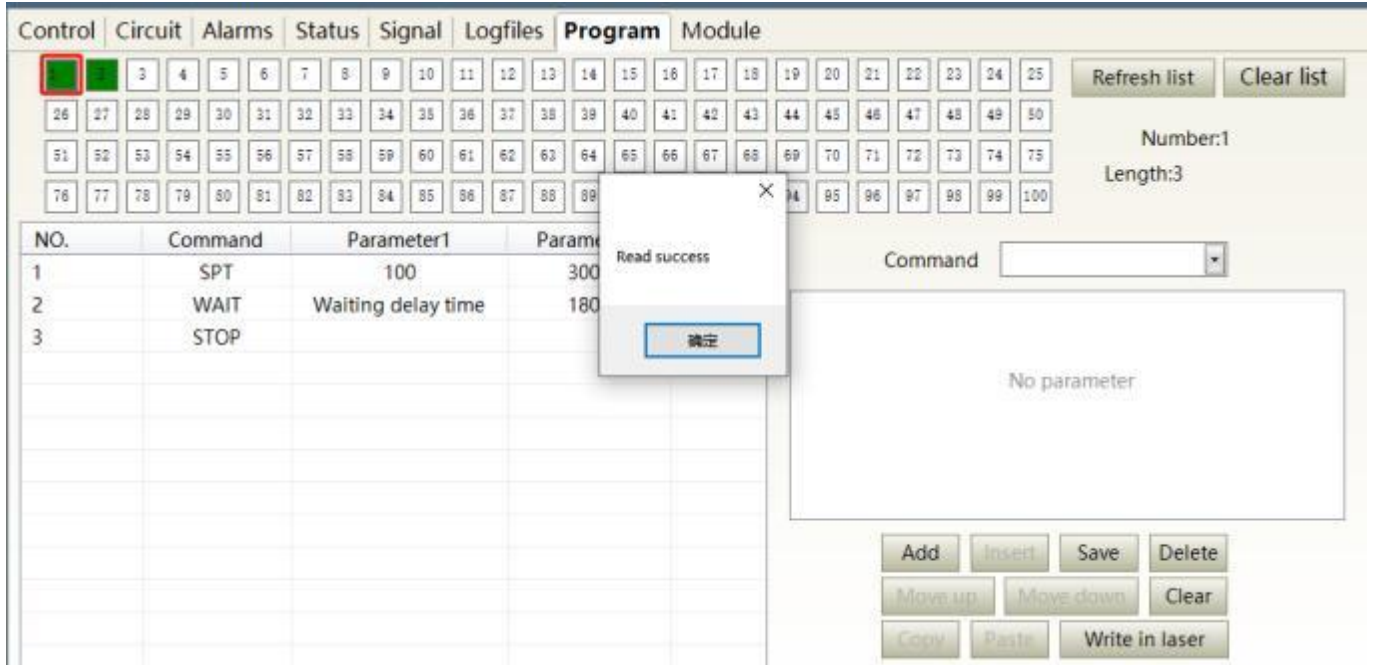 Control Circuit Alarms Status Signal Logfiles Program Module
1 2 3 4 5 6 7 8 9 10 11 12 13 14 15 16 17 18 19 20 21 22 23 24 25 Refresh list Clear list
26 27 28 29 30 31 32 33 34 35 36 37 38 39 40 41 42 43 44 45 46 47 48 49 50
Number:1
51 52 53 54 55 56 57 58 59 60 61 62 63 64 65 66 67 68 69 70 71 72 73 74 75
Length:3
76 77 78 79 80 81 82 83 84 85 86 87 88 89 94 95 96 97 98 99 100
NO. Command Parameter1 Parame
1 SPT 100 300
2 WAIT Waiting delay time 180
3 STOP
Read success
确定
Command
No parameter
Add Insert Save Delete
Move up Move down Clear
Copy Paste Write in laser